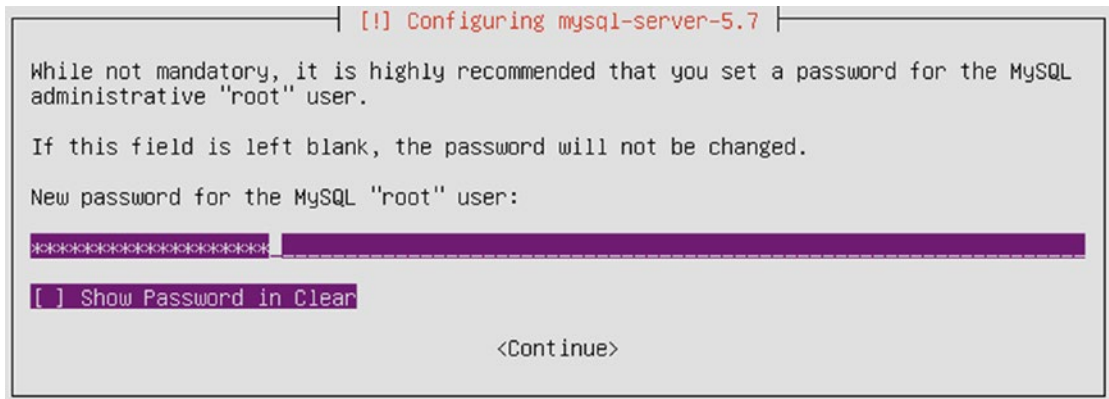 [!] Configuring mysql-server-5.7
While not mandatory, it is highly recommended that you set a password for the MySQL
administrative "root" user.
If this field is left blank, the password will not be changed.
New password for the MySQL "root" user:
*******************
[ ] Show Password in Clear
<Continue>